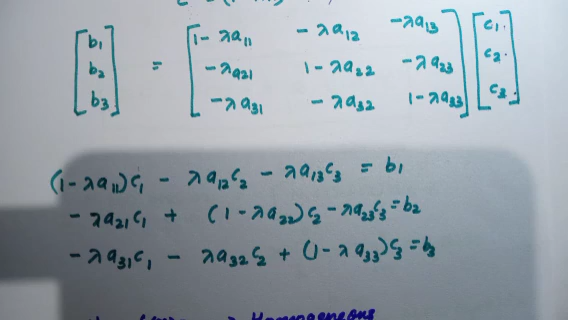 [b₁ b₂ b₃] = [1 - λa₁₁ - λa₁₂ - λa₁₃
- λa₂₁ 1 - λa₂₂ - λa₂₃
- λa₃₁ - λa₃₂ 1 - λa₃₃] [c₁. c₂. c₃.]
(1 - λa₁₁)c₁ - λa₁₂c₂ - λa₁₃c₃ = b₁
- λa₂₁c₁ + (1 - λa₂₂)c₂ - λa₂₃c₃ = b₂
- λa₃₁c₁ - λa₃₂c₂ + (1 - λa₃₃)c₃ = b₃
Homogeneous